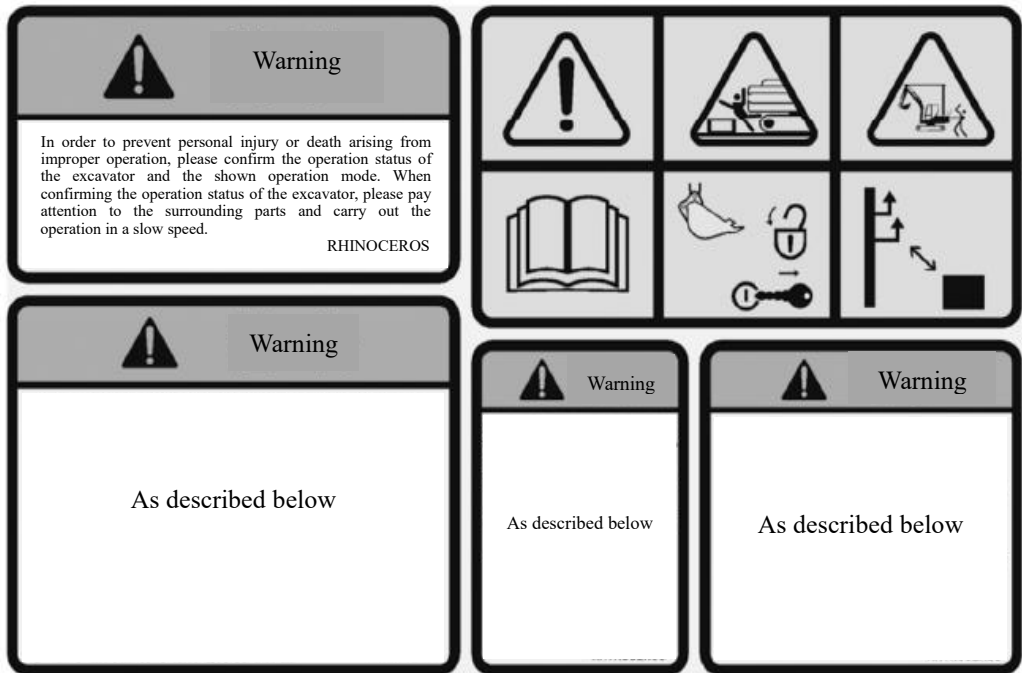 Warning
In order to prevent personal injury or death arising from
improper operation, please confirm the operation status of
the excavator and the shown operation mode. When
confirming the operation status of the excavator, please pay
attention to the surrounding parts and carry out the
operation in a slow speed.
RHINOCEROS
Warning
As described below
Warning
As described below
Warning
As described below